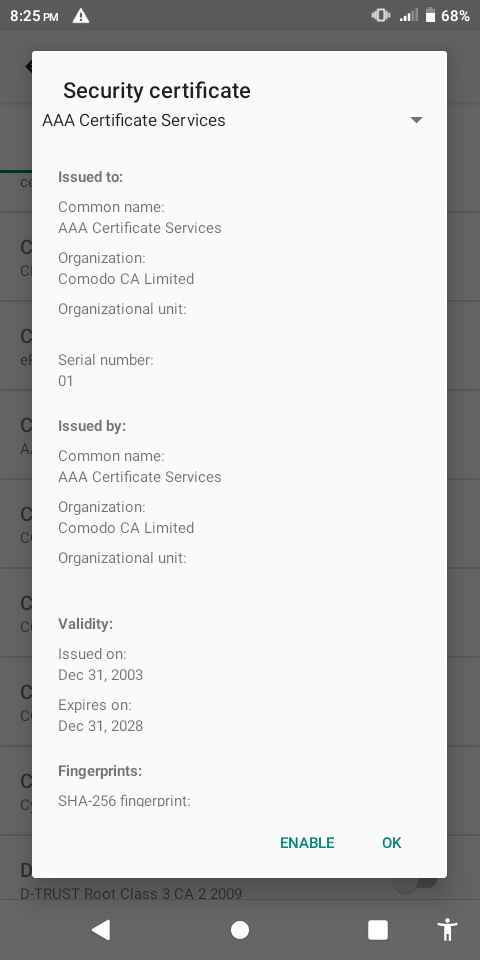 8:25 PM 68%
Security certificate
AAA Certificate Services
Issued to:
Common name:
AAA Certificate Services
Organization:
Comodo CA Limited
Organizational unit:
Serial number:
01
Issued by:
Common name:
AAA Certificate Services
Organization:
Comodo CA Limited
Organizational unit:
Validity:
Issued on:
Dec 31, 2003
Expires on:
Dec 31, 2028
Fingerprints:
SHA-256 fingerprint:
ENABLE OK
D-TRUST Root Class 3 CA 2 2009